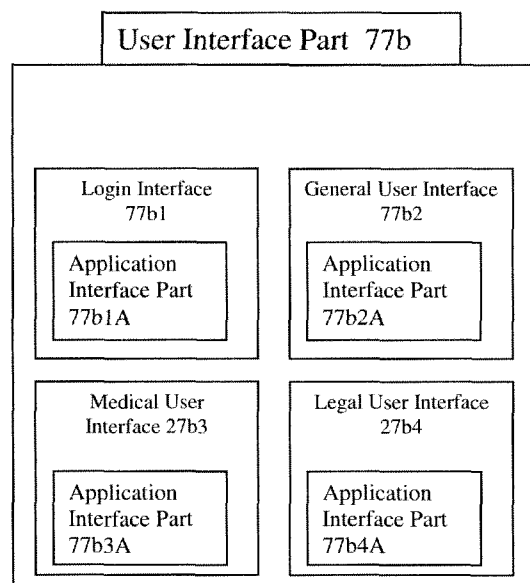 User Interface Part 77b
Login Interface
77b1
Application
Interface Part
77b1A
General User Interface
77b2
Application
Interface Part
77b2A
Medical User
Interface 27b3
Application
Interface Part
77b3A
Legal User Interface
27b4
Application
Interface Part
77b4A